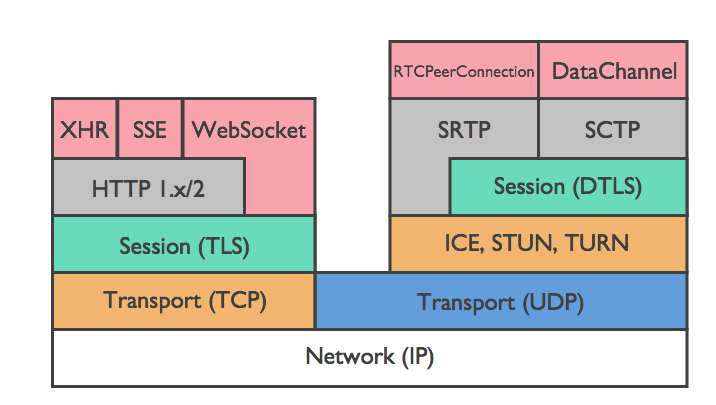 RTCPeerConnection DataChannel
XHR SSE WebSocket SRTP SCTP
HTTP 1.x/2 Session (DTLS)
Session (TLS) ICE, STUN, TURN
Transport (TCP) Transport (UDP)
Network (IP)